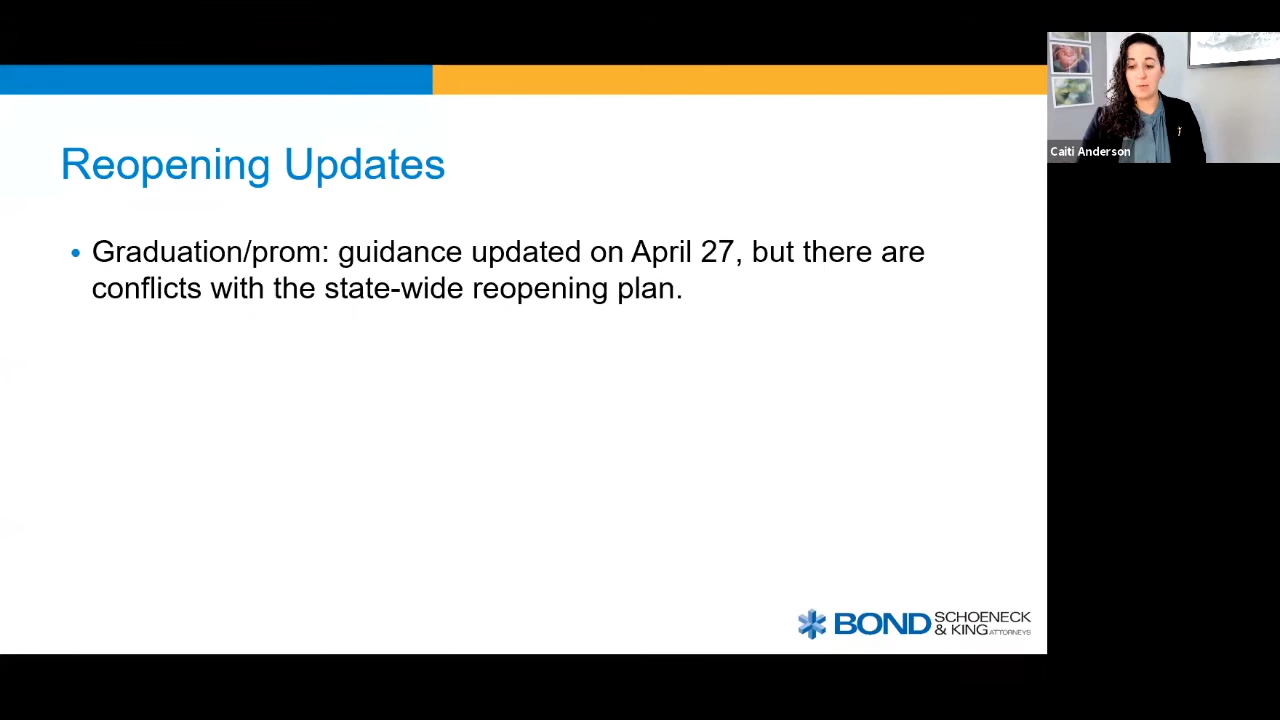 Caiti Anderson
Reopening Updates
• Graduation/prom: guidance updated on April 27, but there are
conflicts with the state-wide reopening plan.
BOND SCHOENECK
& KING ATTORNEYS